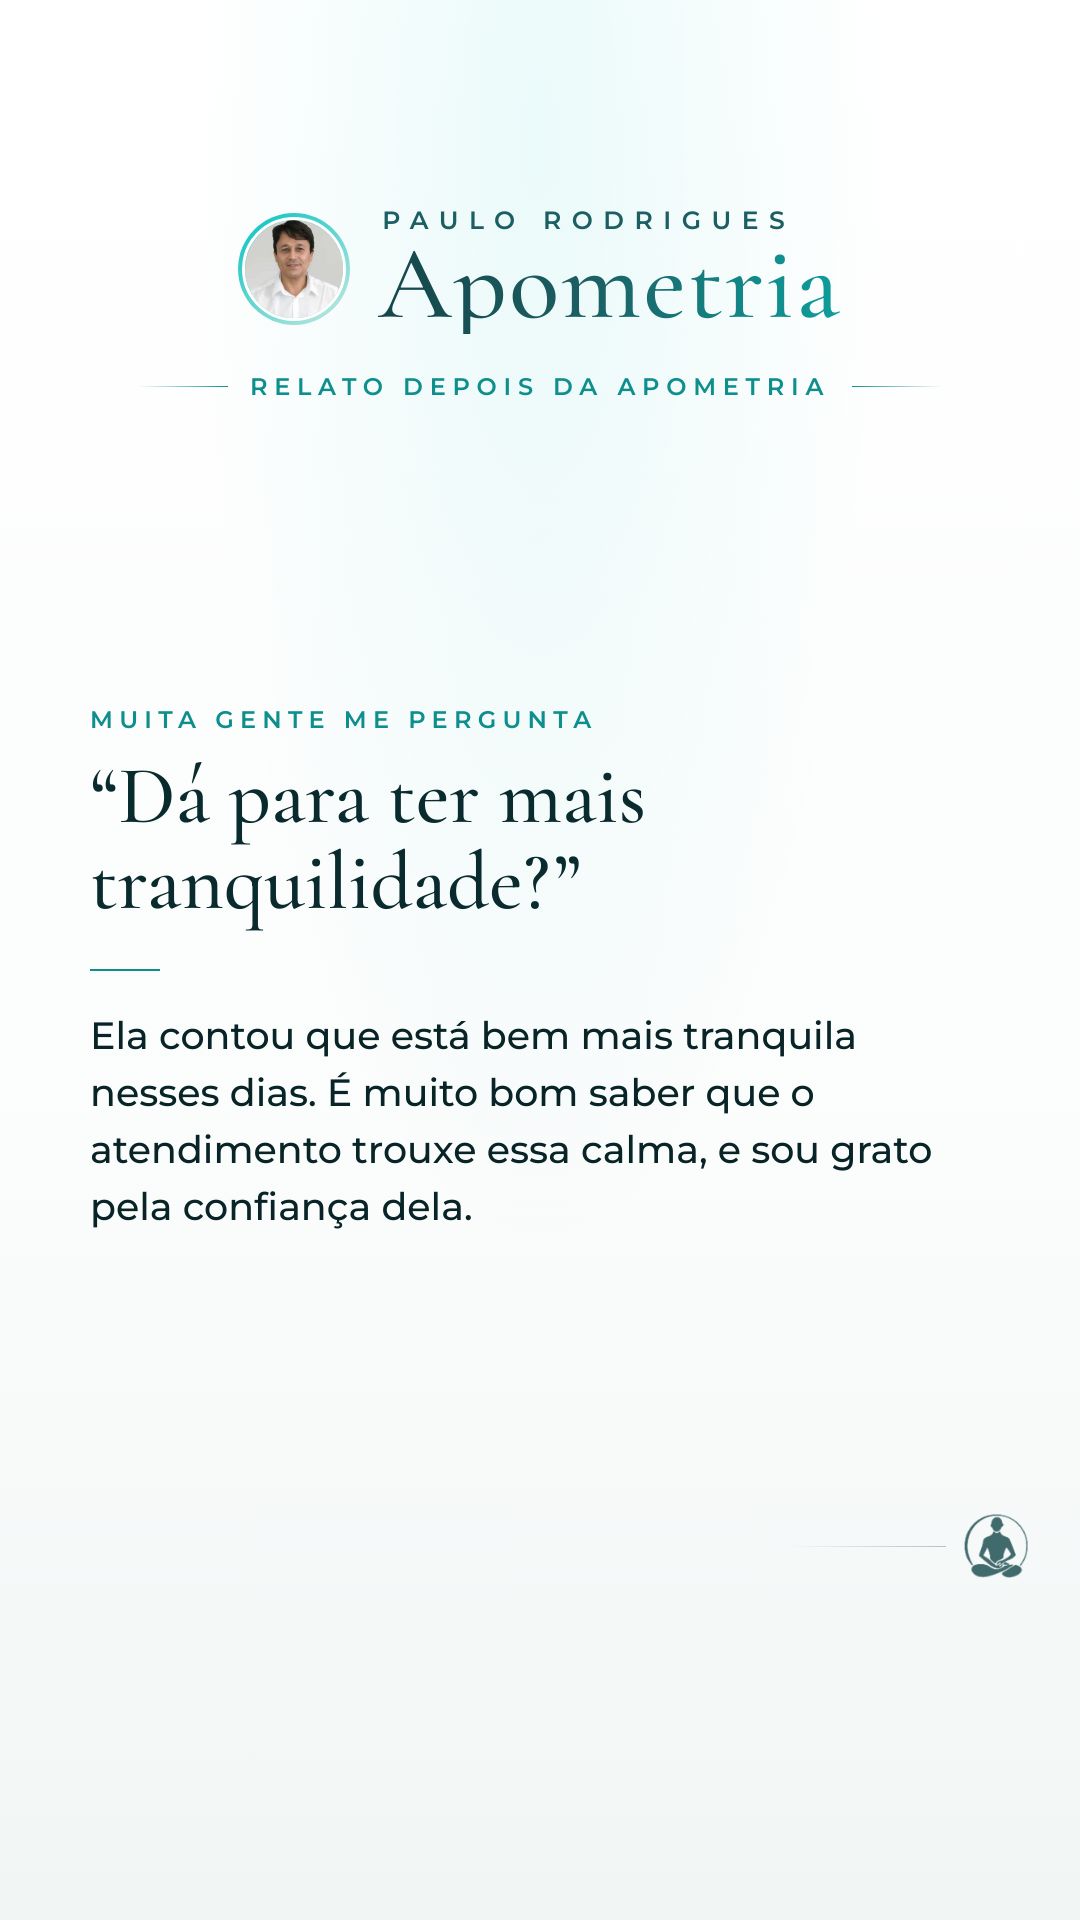 PAULO RODRIGUES
Apometria
RELATO DEPOIS DA APOMETRIA
MUITA GENTE ME PERGUNTA
“Dá para ter mais
tranquilidade?”
Ela contou que está bem mais tranquila
nesses dias. É muito bom saber que o
atendimento trouxe essa calma, e sou grato
pela confiança dela.